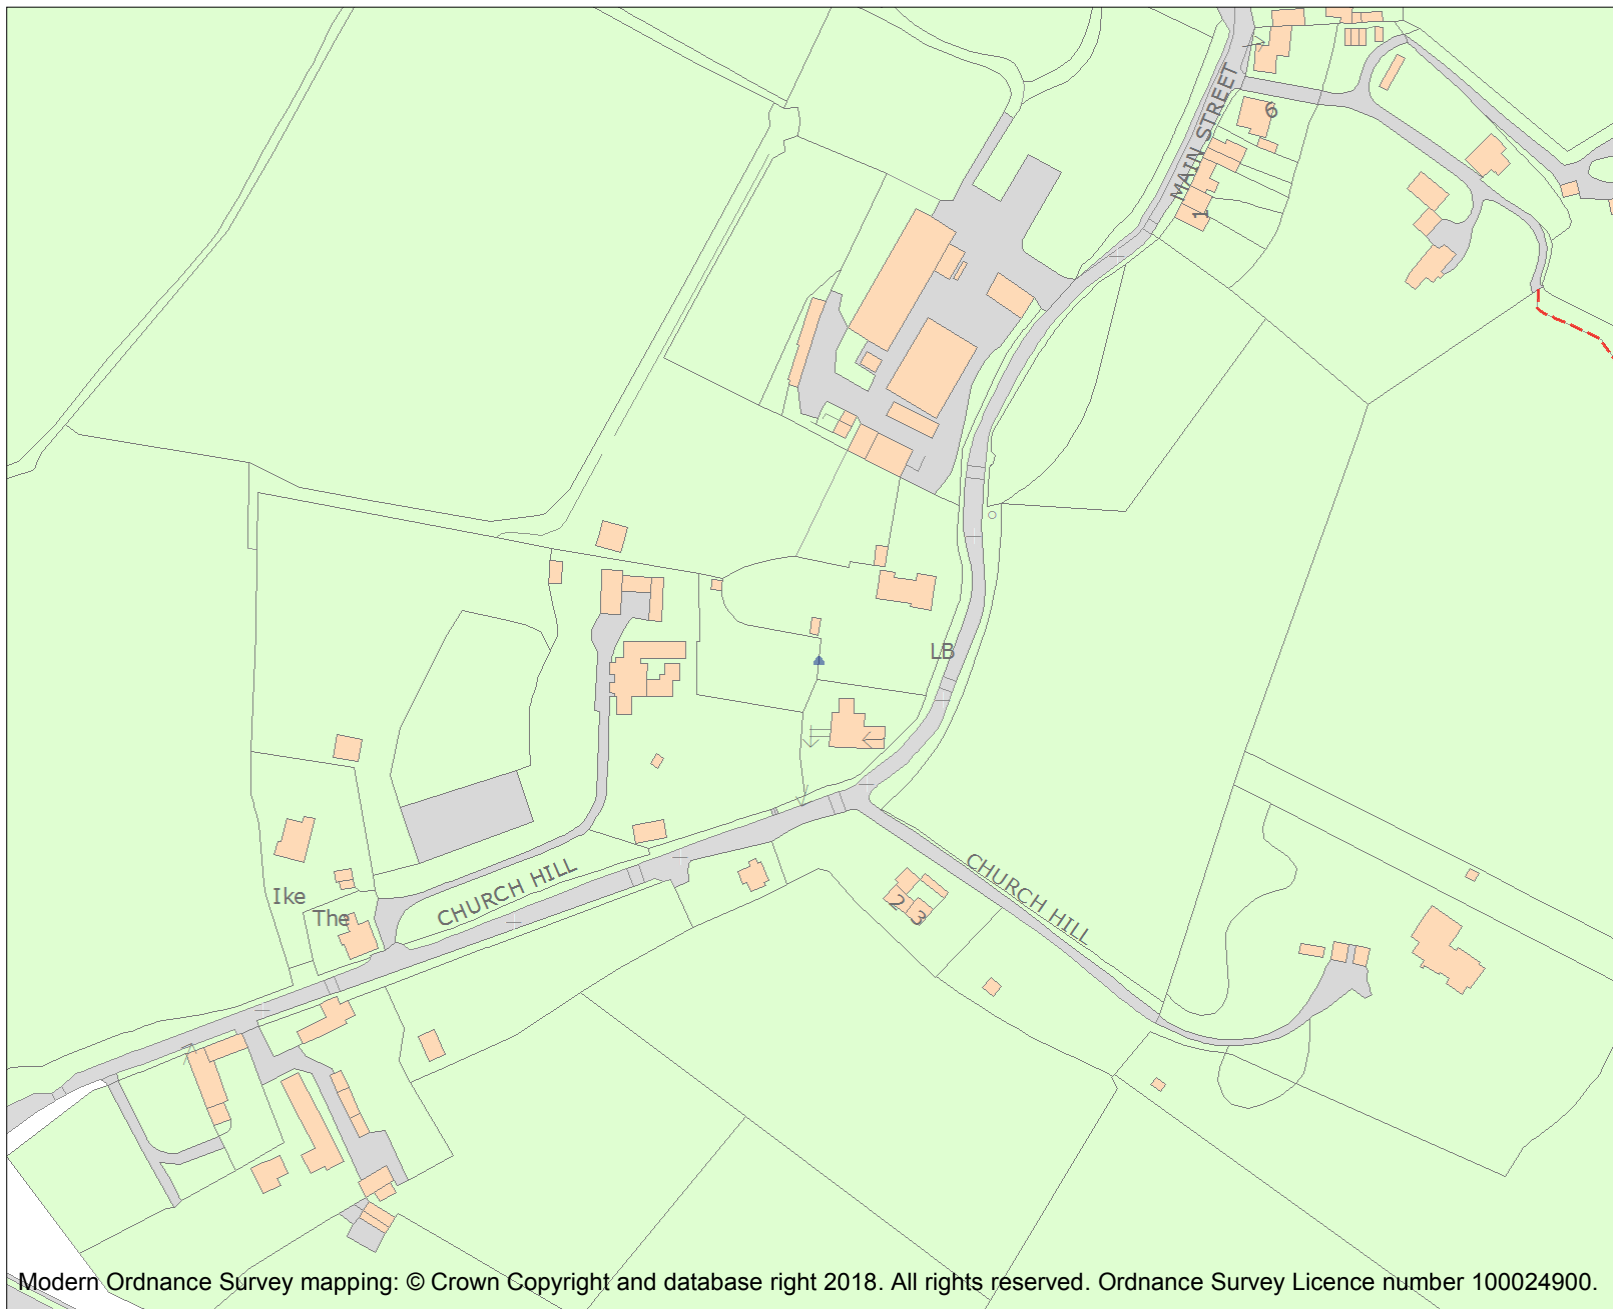 MAIN STREET
6
1
LB
CHURCH HILL
CHURCH HILL
2
3
Ike
The
Modern Ordnance Survey mapping: © Crown Copyright and database right 2018. All rights reserved. Ordnance Survey Licence number 100024900.